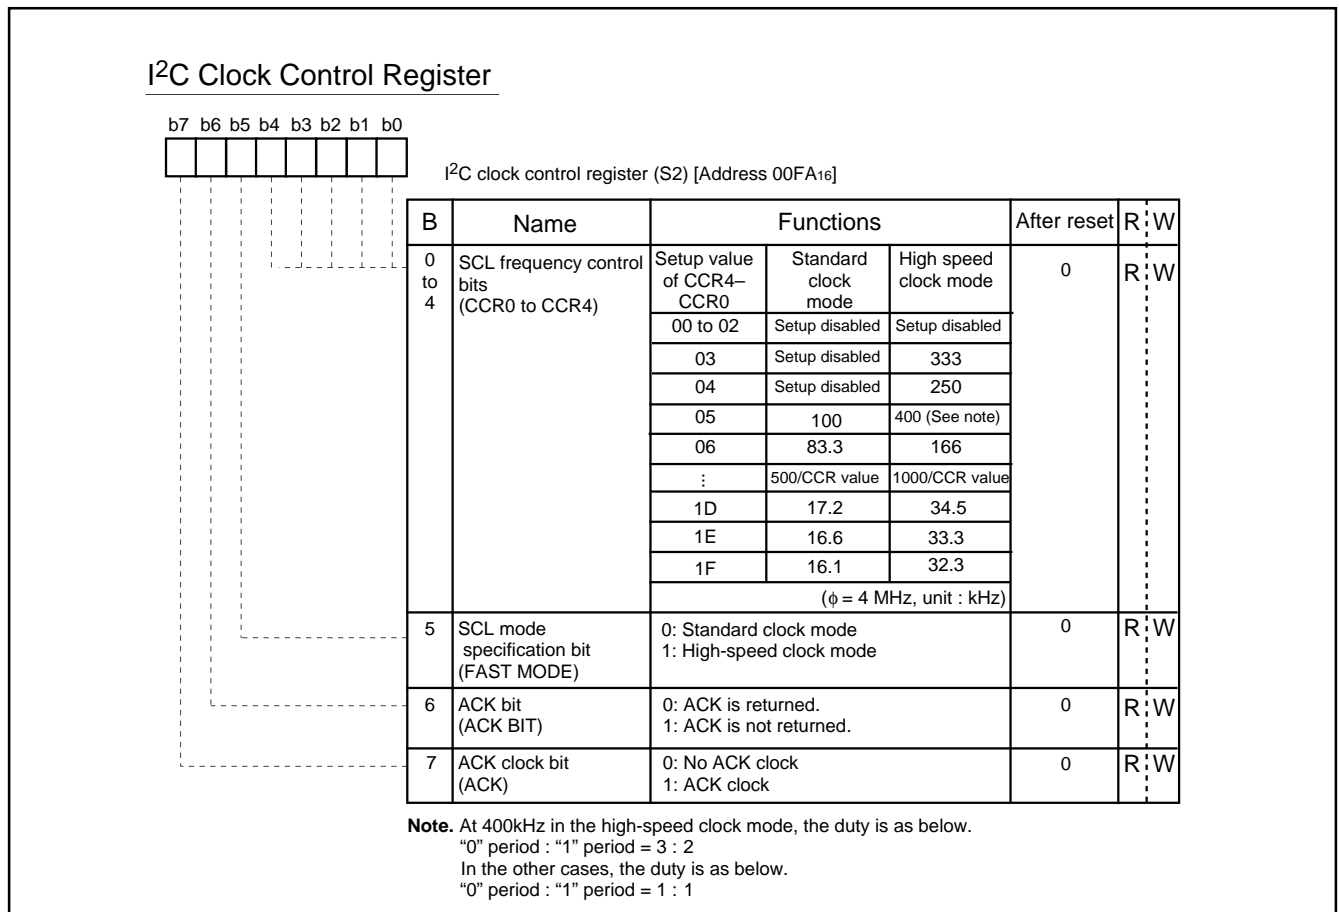 I2C Clock Control Register
b7 b6 b5 b4 b3 b2 b1 b0
I2C clock control register (S2) [Address 00FA16]
B Name Functions After reset R W
0 to 4 SCL frequency control bits (CCR0 to CCR4) 0 R W
Setup value of CCR4–CCR0 Standard clock mode High speed clock mode
00 to 02 Setup disabled Setup disabled
03 Setup disabled 333
04 Setup disabled 250
05 100 400 (See note)
06 83.3 166
⋮ 500/CCR value 1000/CCR value
1D 17.2 34.5
1E 16.6 33.3
1F 16.1 32.3
(ϕ = 4 MHz, unit : kHz)
5 SCL mode specification bit (FAST MODE) 0: Standard clock mode 0 R W
1: High-speed clock mode
6 ACK bit (ACK BIT) 0: ACK is returned. 0 R W
1: ACK is not returned.
7 ACK clock bit (ACK) 0: No ACK clock 0 R W
1: ACK clock
Note. At 400kHz in the high-speed clock mode, the duty is as below.
“0” period : “1” period = 3 : 2
In the other cases, the duty is as below.
“0” period : “1” period = 1 : 1